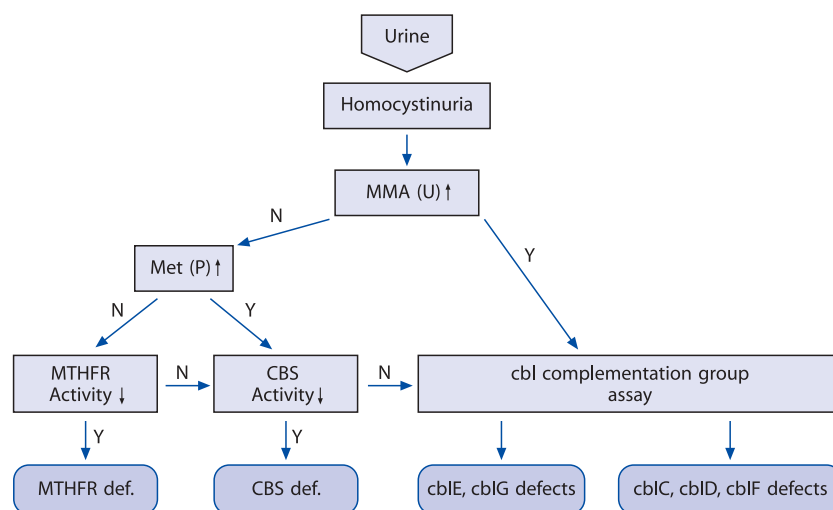 Urine
Homocystinuria
MMA (U) ↑
N
Y
Met (P) ↑
N
Y
MTHFR
Activity ↓
N
CBS
Activity ↓
N
cbl complementation group
assay
Y
Y
MTHFR def.
CBS def.
cblE, cblG defects
cblC, cblD, cblF defects